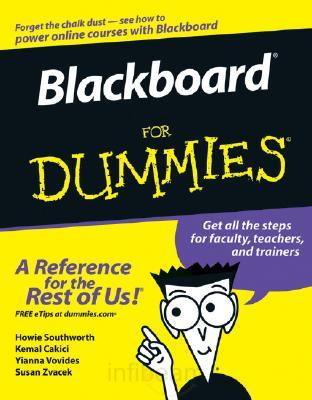 Forget the chalk dust — see how to
power online courses with Blackboard
Blackboard®
FOR
DUMMIES®
Get all the steps
for faculty, teachers,
and trainers
A Reference
for the
Rest of Us!®
FREE eTips at dummies.com®
Howie Southworth
Kemal Cakici
Yianna Vovides
Susan Zvacek